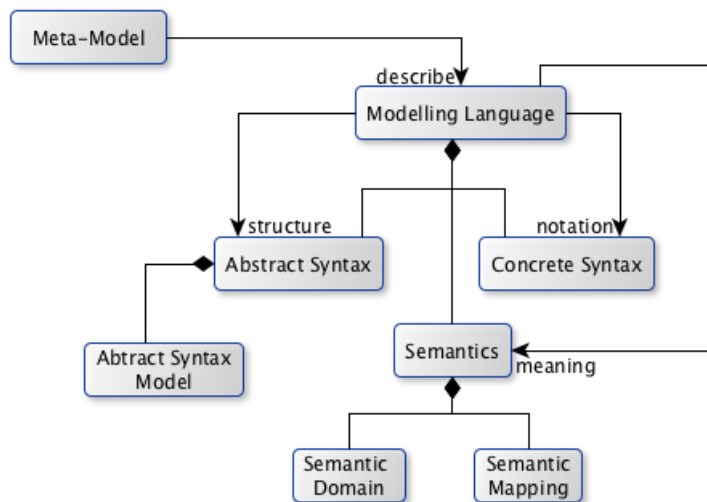 Meta-Model
describe
Modelling Language
structure
notation
Abstract Syntax
Concrete Syntax
Abtract Syntax
Model
Semantics
meaning
Semantic
Domain
Semantic
Mapping